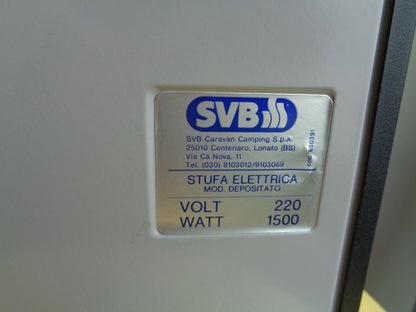 SVB
SVB Caravan Camping S.p.A.
25010 Centenaro, Lonato (BS)
Via Cà Nova, 11
Tel. (030) 9103012/9103069
STUFA ELETTRICA
MOD. DEPOSITATO
VOLT 220
WATT 1500